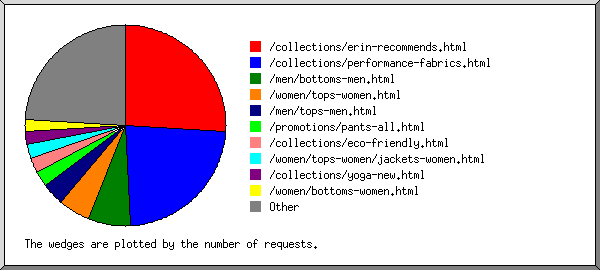 /collections/erin-recommends.html
/collections/performance-fabrics.html
/men/bottoms-men.html
/women/tops-women.html
/men/tops-men.html
/promotions/pants-all.html
/collections/eco-friendly.html
/women/tops-women/jackets-women.html
/collections/yoga-new.html
/women/bottoms-women.html
Other
The wedges are plotted by the number of requests.